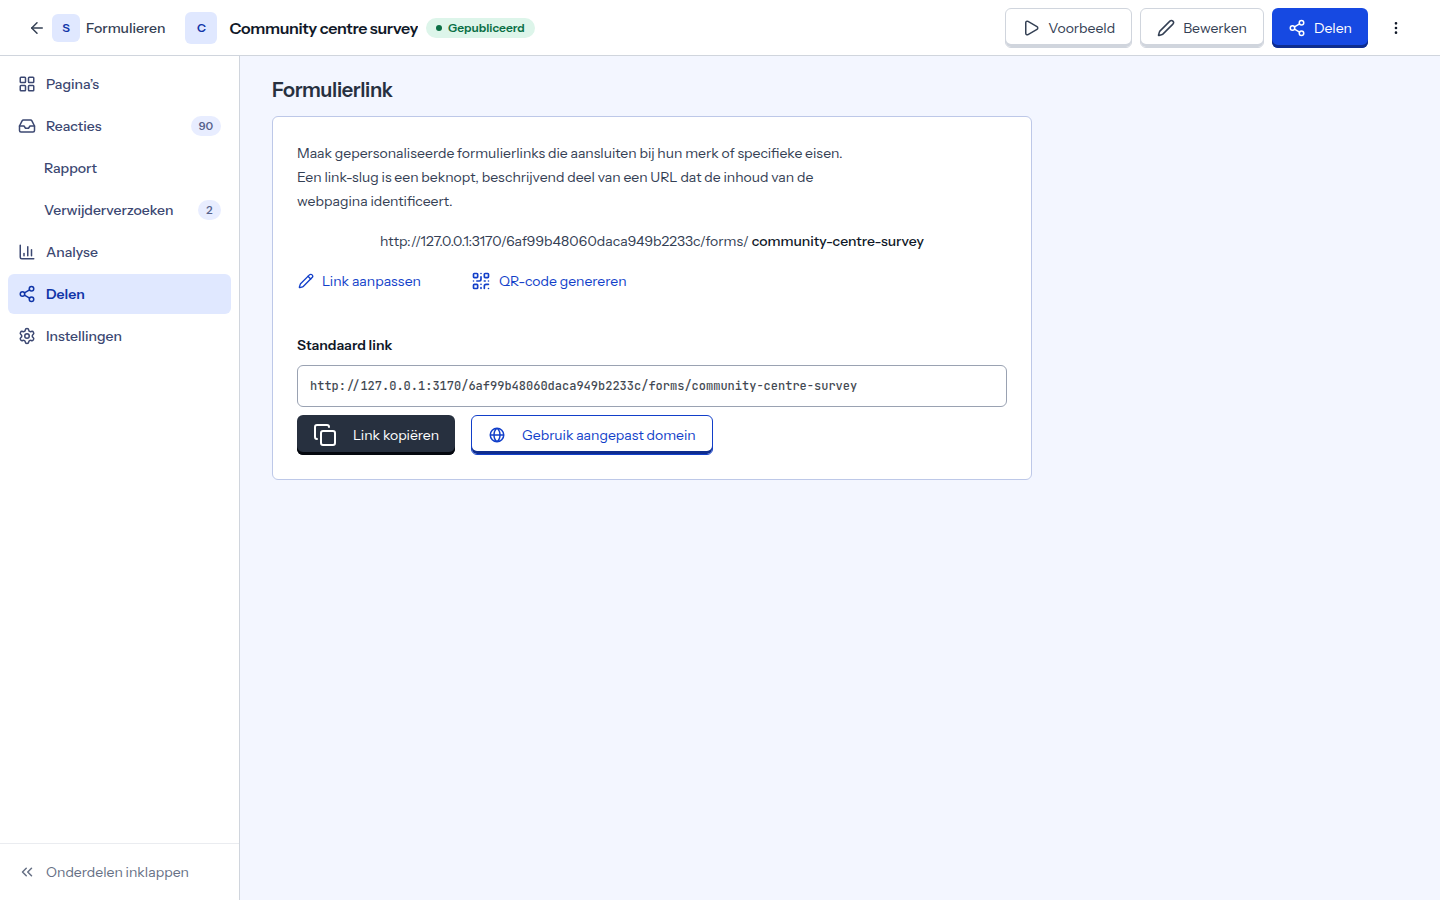 S Formulieren C Community centre survey Gepubliceerd Voorbeeld Bewerken Delen
Pagina's
Reacties 90
Rapport
Verwijderverzoeken 2
Analyse
Delen
Instellingen
Onderdelen inklappen
Formulierlink
Maak gepersonaliseerde formulierlinks die aansluiten bij hun merk of specifieke eisen.
Een link-slug is een beknopt, beschrijvend deel van een URL dat de inhoud van de
webpagina identificeert.
http://127.0.0.1:3170/6af99b48060daca949b2233c/forms/ community-centre-survey
Link aanpassen QR-code genereren
Standaard link
http://127.0.0.1:3170/6af99b48060daca949b2233c/forms/community-centre-survey
Link kopiëren Gebruik aangepast domein